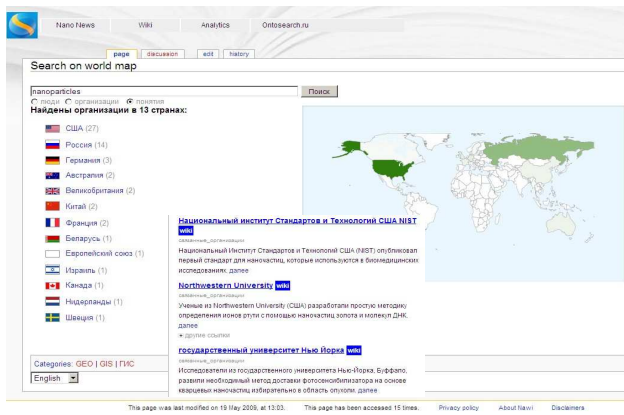 Nano News Wiki Analytics Ontosearch.ru
page discussion edit history
Search on world map
nanoparticles Поиск
люди организации понятия
Найдены организации в 13 странах:
США (27)
Россия (14)
Германия (3)
Австралия (2)
Великобритания (2)
Китай (2)
Франция (2)
Беларусь (1)
Европейский союз (1)
Израиль (1)
Канада (1)
Нидерланды (1)
Швеция (1)
Национальный институт Стандартов и Технологий США NIST
wiki
связанные_организации
Национальный Институт Стандартов и Технологий США (NIST) опубликовал
первый стандарт для наночастиц, которые используются в биомедицинских
исследованиях. далее
Northwestern University wiki
связанные_организации
Ученые из Northwestern University (США) разработали простую методику
определения ионов ртути с помощью наночастиц золота и молекул ДНК.
далее
+ другие ссылки
государственный университет Нью Йорка wiki
связанные_организации
Исследователи из государственного университета Нью-Йорка, Буффало,
развили необходимый метод доставки фотосенсибилизатора на основе
кварцевых наночастиц избирательно в область опухоли. далее
Categories: GEO | GIS | ГИС
English
This page was last modified on 19 May 2009, at 13:03. This page has been accessed 15 times. Privacy policy About Nawi Disclaimers